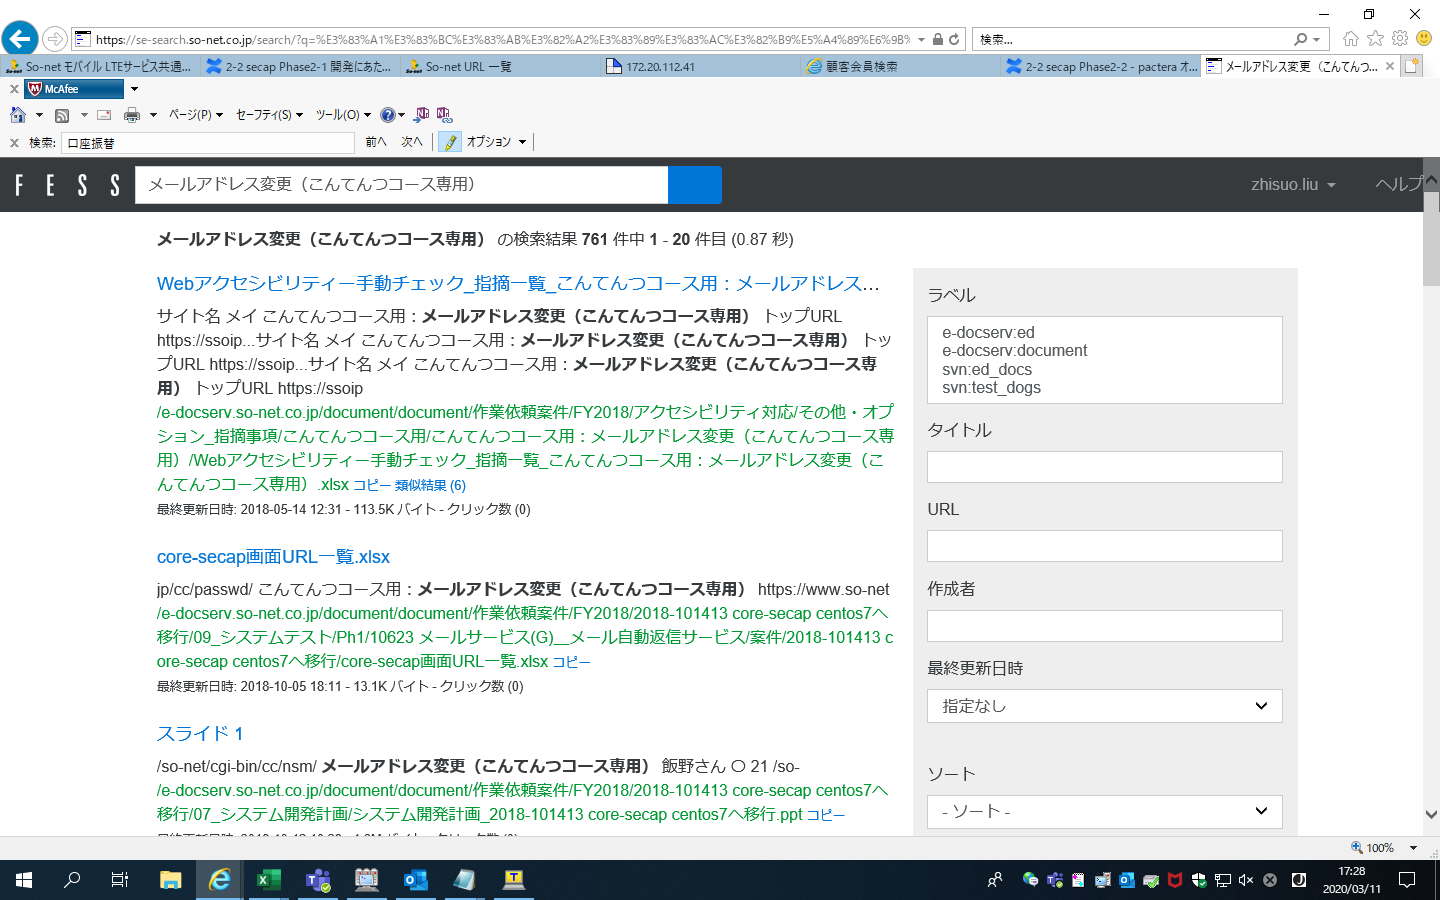 https://se-search.so-net.co.jp/search/?q=%E3%83%A1%E3%83%BC%E3%83%AB%E3%82%A2%E3%83%89%E3%83%AC%E3%82%B9%E5%A4%89%E6%9B%
検索...
So-net モバイル LTEサービス共通...
2-2 secap Phase2-1 開発にあた...
So-net URL 一覧
172.20.112.41
顧客会員検索
2-2 secap Phase2-2 - pactera オ...
メールアドレス変更（こんてんつ...
x McAfee
ページ(P) セーフティ(S) ツール(O)
x 検索: 口座振替 前へ 次へ オプション
FESS メールアドレス変更（こんてんつコース専用） zhisuo.liu ヘルプ
メールアドレス変更（こんてんつコース専用） の検索結果 761 件中 1 - 20 件目 (0.87 秒)
Webアクセシビリティー手動チェック_指摘一覧_こんてんつコース用：メールアドレス...
サイト名 メイ こんてんつコース用：メールアドレス変更（こんてんつコース専用） トップURL
https://ssoip...サイト名 メイ こんてんつコース用：メールアドレス変更（こんてんつコース専用） トッ
プURL https://ssoip...サイト名 メイ こんてんつコース用：メールアドレス変更（こんてんつコース専
用） トップURL https://ssoip
/e-docserv.so-net.co.jp/document/document/作業依頼案件/FY2018/アクセシビリティ対応/その他・オプ
ション_指摘事項/こんてんつコース用/こんてんつコース用：メールアドレス変更（こんてんつコース専
用）/Webアクセシビリティー手動チェック_指摘一覧_こんてんつコース用：メールアドレス変更（こ
んてんつコース専用）.xlsx コピー 類似結果 (6)
最終更新日時: 2018-05-14 12:31 - 113.5K バイト - クリック数 (0)
core-secap画面URL一覧.xlsx
jp/cc/passwd/ こんてんつコース用：メールアドレス変更（こんてんつコース専用） https://www.so-net
/e-docserv.so-net.co.jp/document/document/作業依頼案件/FY2018/2018-101413 core-secap centos7へ
移行/09_システムテスト/Ph1/10623 メールサービス(G)__メール自動返信サービス/案件/2018-101413 c
ore-secap centos7へ移行/core-secap画面URL一覧.xlsx コピー
最終更新日時: 2018-10-05 18:11 - 13.1K バイト - クリック数 (0)
スライド 1
/so-net/cgi-bin/cc/nsm/ メールアドレス変更（こんてんつコース専用） 飯野さん 〇 21 /so-
/e-docserv.so-net.co.jp/document/document/作業依頼案件/FY2018/2018-101413 core-secap centos7へ
移行/07_システム開発計画/システム開発計画_2018-101413 core-secap centos7へ移行.ppt コピー
ラベル
e-docserv:ed
e-docserv:document
svn:ed_docs
svn:test_dogs
タイトル
URL
作成者
最終更新日時
指定なし
ソート
- ソート -
100%
17:28
2020/03/11